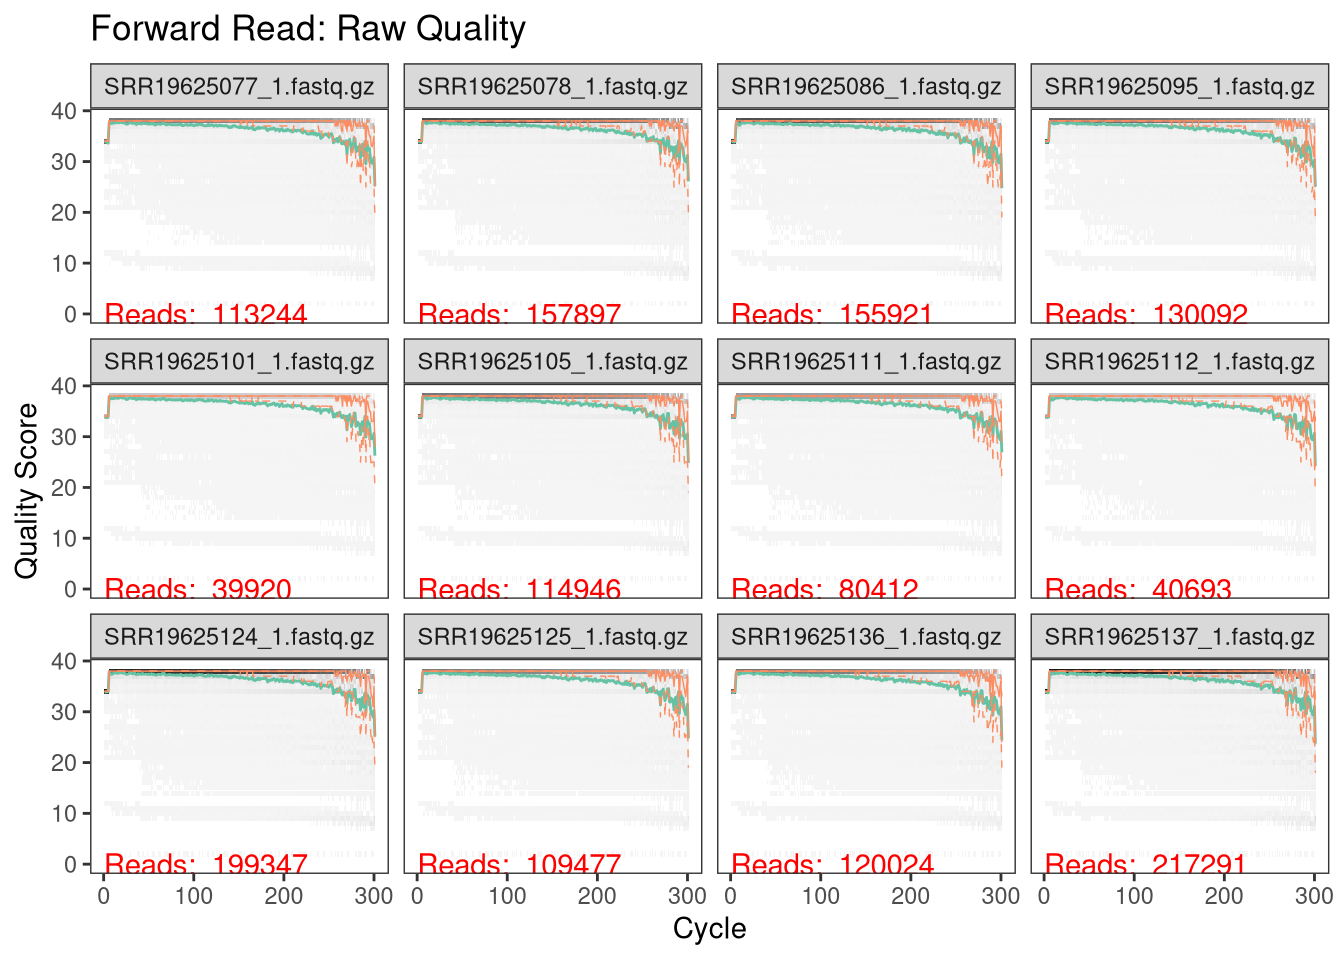 Forward Read: Raw Quality
SRR19625077_1.fastq.gz SRR19625078_1.fastq.gz SRR19625086_1.fastq.gz SRR19625095_1.fastq.gz
40
30
20
10
0
Reads: 113244 Reads: 157897 Reads: 155921 Reads: 130092
SRR19625101_1.fastq.gz SRR19625105_1.fastq.gz SRR19625111_1.fastq.gz SRR19625112_1.fastq.gz
40
30
20
10
0
Reads: 39920 Reads: 114946 Reads: 80412 Reads: 40693
SRR19625124_1.fastq.gz SRR19625125_1.fastq.gz SRR19625136_1.fastq.gz SRR19625137_1.fastq.gz
40
30
20
10
0
Reads: 199347 Reads: 109477 Reads: 120024 Reads: 217291
0 100 200 300 0 100 200 300 0 100 200 300 0 100 200 300
Cycle
Quality Score